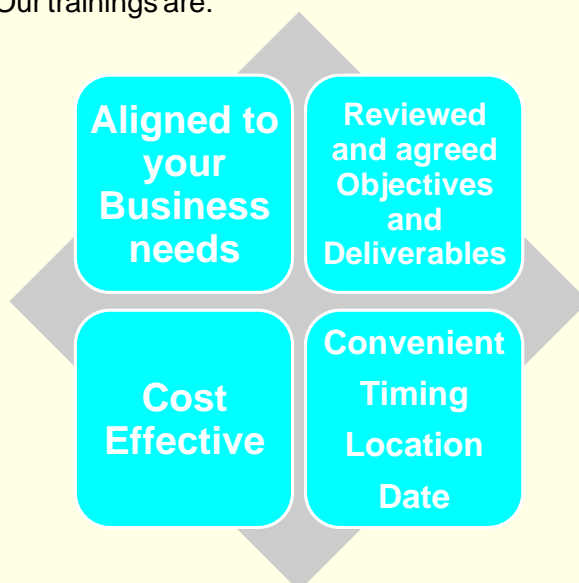 Our trainings are:
Aligned to
your
Business
needs
Reviewed
and agreed
Objectives
and
Deliverables
Cost
Effective
Convenient
Timing
Location
Date